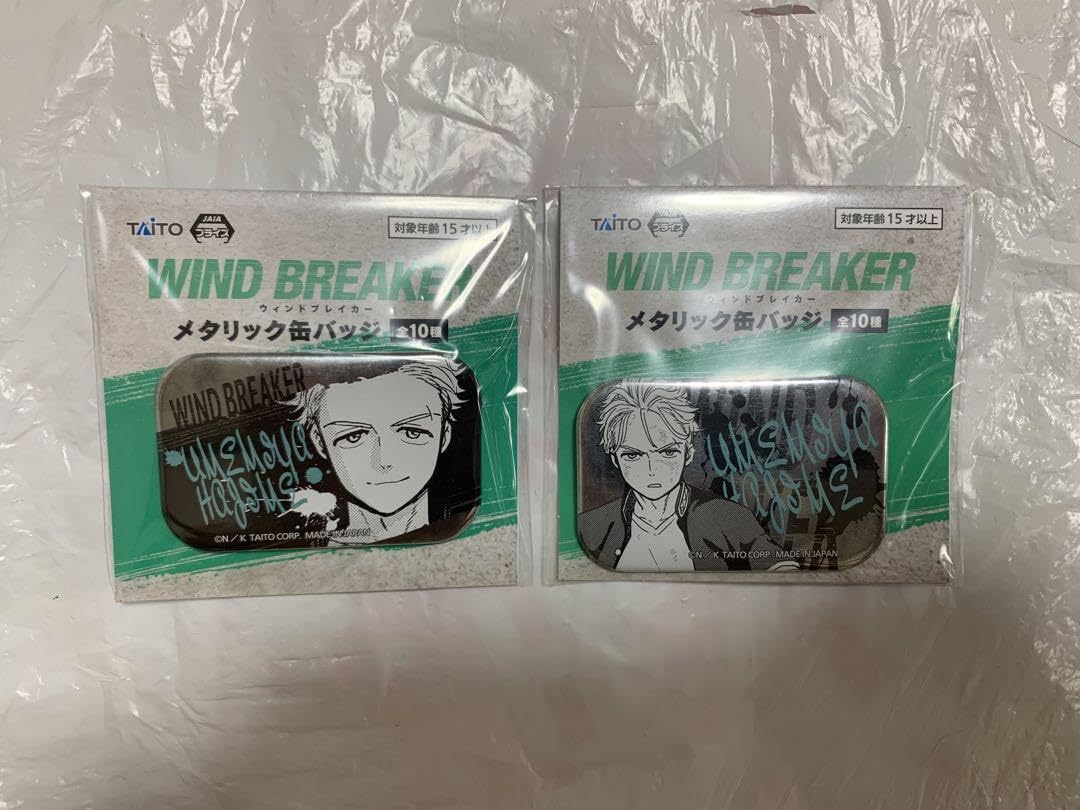 TAITO
JAIA
プライズ
対象年齢15才以上
WIND BREAKER
ウィンドブレイカー
メタリック缶バッジ 全10種
WIND BREAKER
UMEMIYA
HAJIME
©N／K TAITO CORP. MADE IN JAPAN
TAITO
JAIA
プライズ
対象年齢15才以上
WIND BREAKER
ウィンドブレイカー
メタリック缶バッジ 全10種
UMEMIYA
HAJIME
©N／K TAITO CORP. MADE IN JAPAN